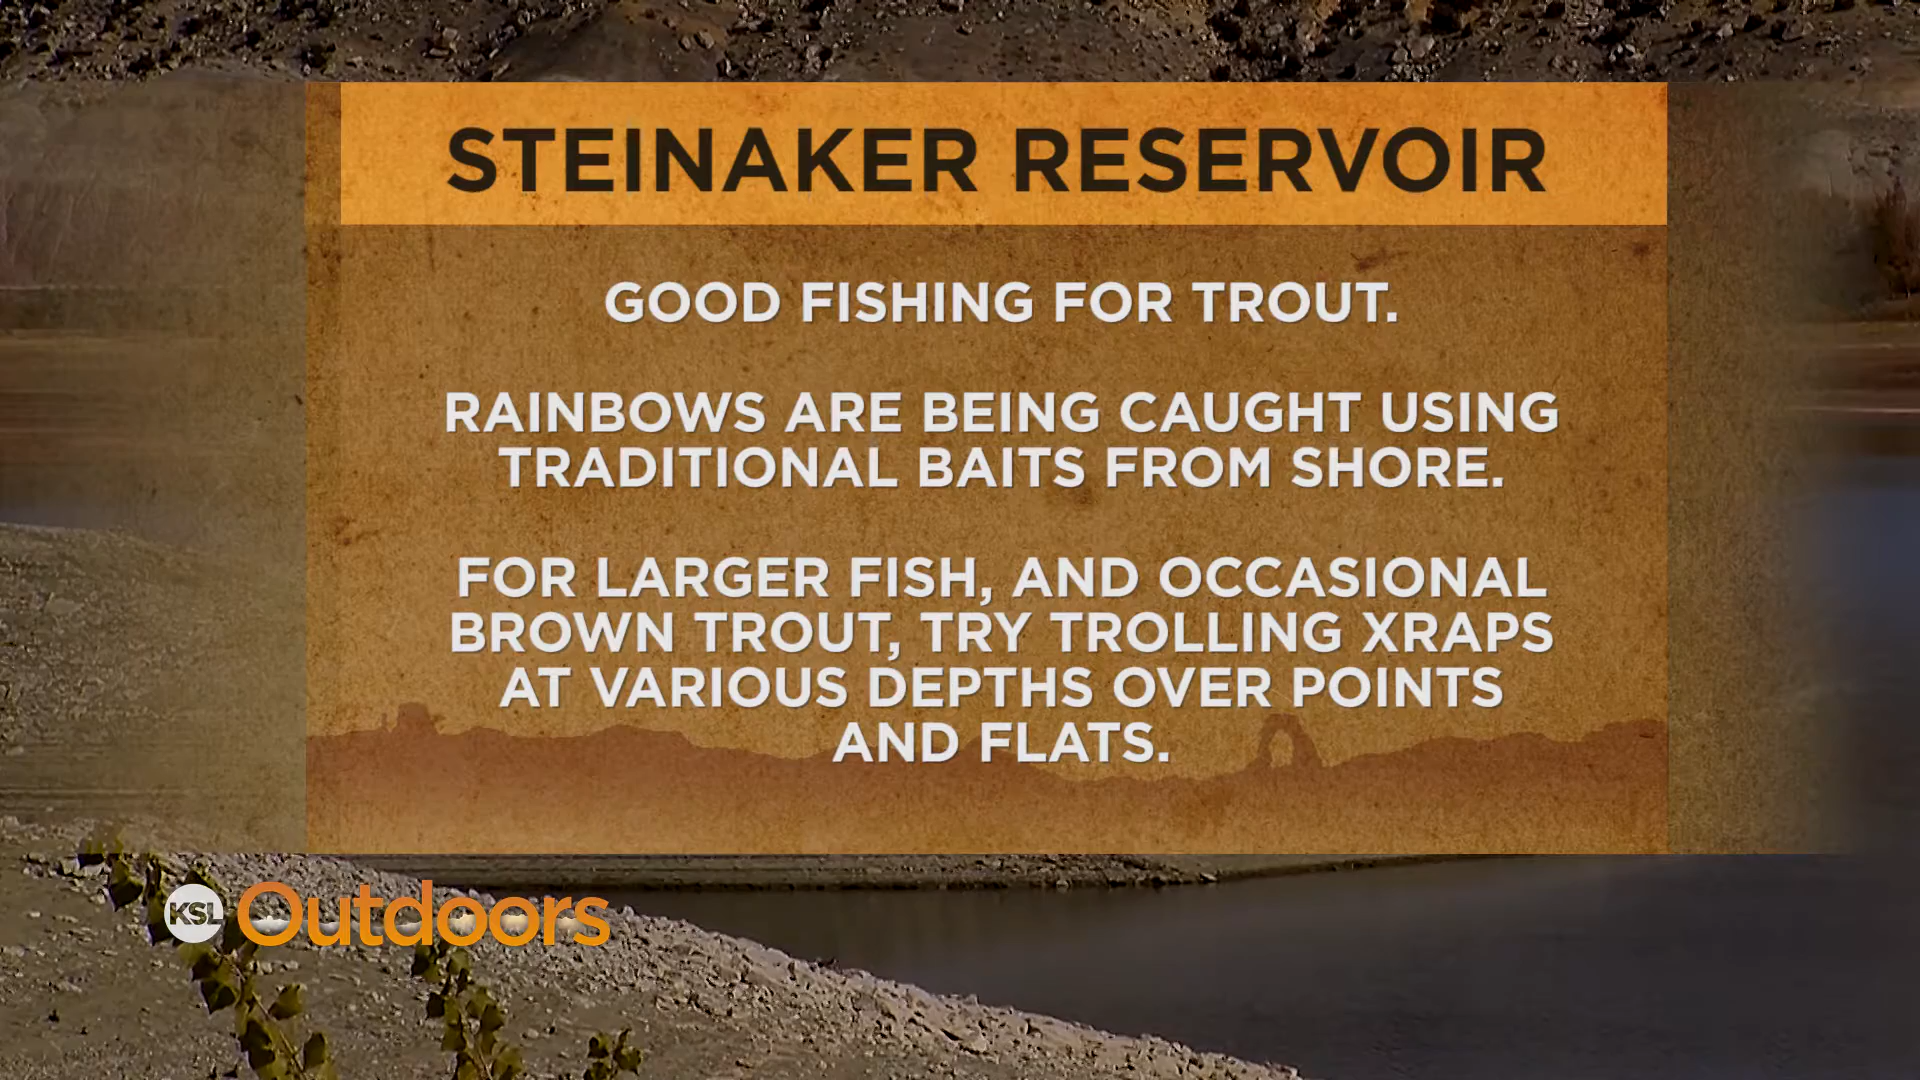 STEINAKER RESERVOIR
GOOD FISHING FOR TROUT.
RAINBOWS ARE BEING CAUGHT USING
TRADITIONAL BAITS FROM SHORE.
FOR LARGER FISH, AND OCCASIONAL
BROWN TROUT, TRY TROLLING XRAPS
AT VARIOUS DEPTHS OVER POINTS
AND FLATS.
KSL Outdoors